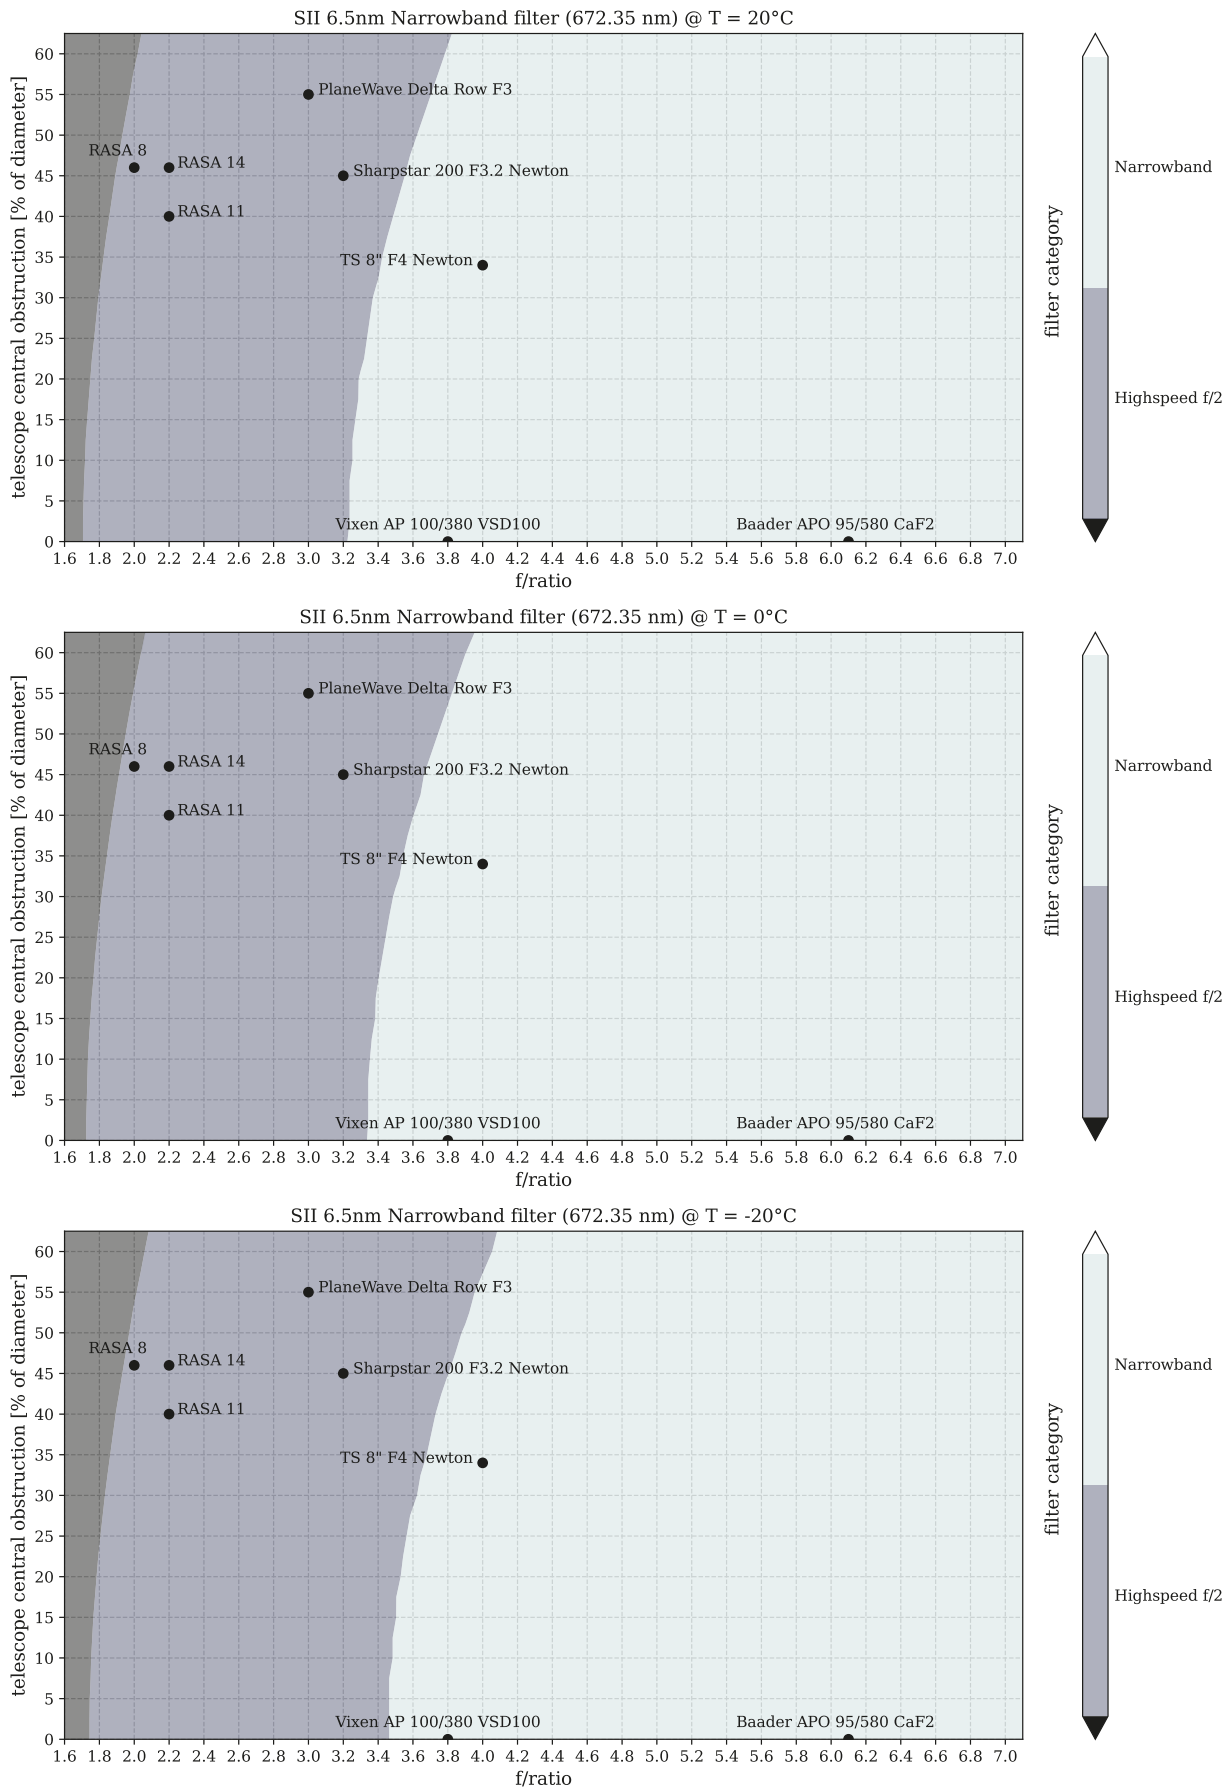 SII 6.5nm Narrowband filter (672.35 nm) @ T = 20°C
telescope central obstruction [% of diameter]
60
55
50
45
40
35
30
25
20
15
10
5
0
PlaneWave Delta Row F3
RASA 8
RASA 14
Sharpstar 200 F3.2 Newton
RASA 11
TS 8" F4 Newton
Vixen AP 100/380 VSD100
Baader APO 95/580 CaF2
1.6 1.8 2.0 2.2 2.4 2.6 2.8 3.0 3.2 3.4 3.6 3.8 4.0 4.2 4.4 4.6 4.8 5.0 5.2 5.4 5.6 5.8 6.0 6.2 6.4 6.6 6.8 7.0
f/ratio
filter category
Narrowband
Highspeed f/2
SII 6.5nm Narrowband filter (672.35 nm) @ T = 0°C
telescope central obstruction [% of diameter]
60
55
50
45
40
35
30
25
20
15
10
5
0
PlaneWave Delta Row F3
RASA 8
RASA 14
Sharpstar 200 F3.2 Newton
RASA 11
TS 8" F4 Newton
Vixen AP 100/380 VSD100
Baader APO 95/580 CaF2
1.6 1.8 2.0 2.2 2.4 2.6 2.8 3.0 3.2 3.4 3.6 3.8 4.0 4.2 4.4 4.6 4.8 5.0 5.2 5.4 5.6 5.8 6.0 6.2 6.4 6.6 6.8 7.0
f/ratio
filter category
Narrowband
Highspeed f/2
SII 6.5nm Narrowband filter (672.35 nm) @ T = -20°C
telescope central obstruction [% of diameter]
60
55
50
45
40
35
30
25
20
15
10
5
0
PlaneWave Delta Row F3
RASA 8
RASA 14
Sharpstar 200 F3.2 Newton
RASA 11
TS 8" F4 Newton
Vixen AP 100/380 VSD100
Baader APO 95/580 CaF2
1.6 1.8 2.0 2.2 2.4 2.6 2.8 3.0 3.2 3.4 3.6 3.8 4.0 4.2 4.4 4.6 4.8 5.0 5.2 5.4 5.6 5.8 6.0 6.2 6.4 6.6 6.8 7.0
f/ratio
filter category
Narrowband
Highspeed f/2